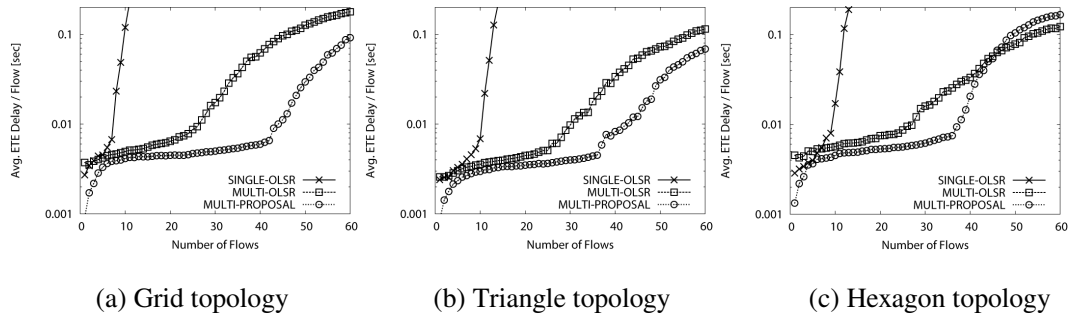 Avg. ETE Delay / Flow [sec]
0.1
0.01
0.001
SINGLE-OLSR
MULTI-OLSR
MULTI-PROPOSAL
0 10 20 30 40 50 60
Number of Flows
(a) Grid topology
Avg. ETE Delay / Flow [sec]
0.1
0.01
0.001
SINGLE-OLSR
MULTI-OLSR
MULTI-PROPOSAL
0 10 20 30 40 50 60
Number of Flows
(b) Triangle topology
Avg. ETE Delay / Flow [sec]
0.1
0.01
0.001
SINGLE-OLSR
MULTI-OLSR
MULTI-PROPOSAL
0 10 20 30 40 50 60
Number of Flows
(c) Hexagon topology